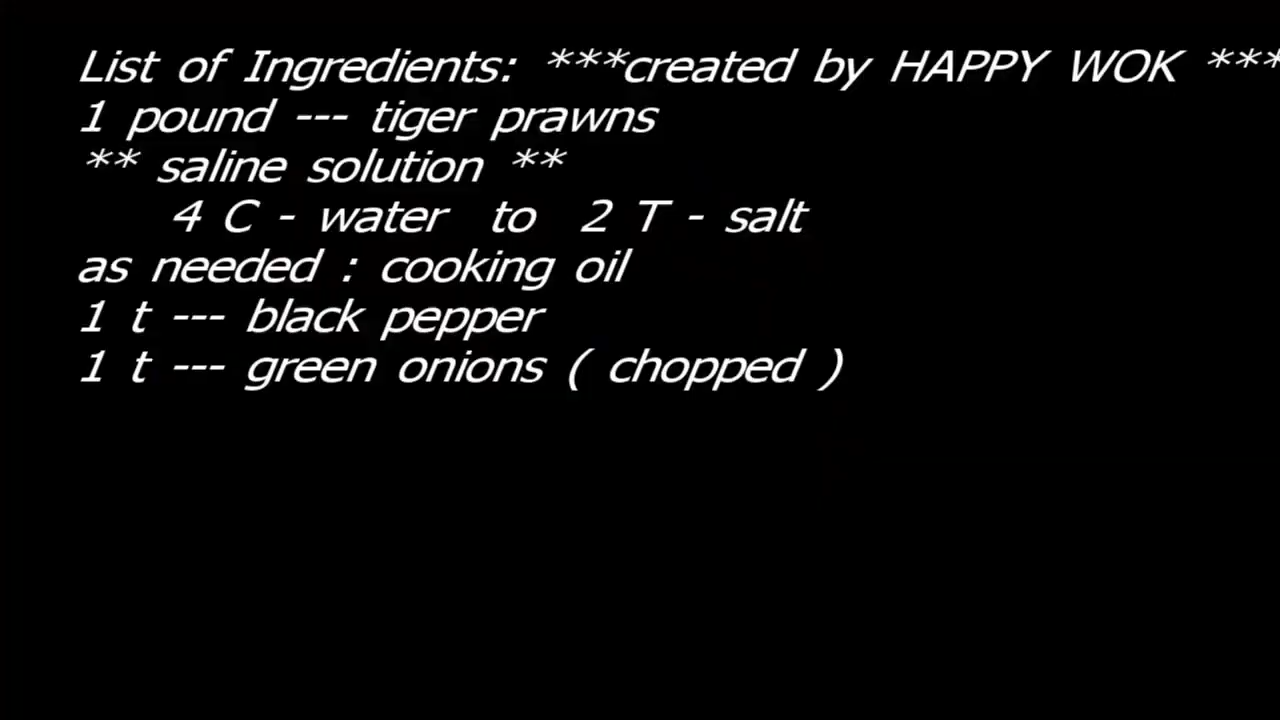 List of Ingredients: ***created by HAPPY WOK ***
1 pound --- tiger prawns
** saline solution **
4 C - water to 2 T - salt
as needed : cooking oil
1 t --- black pepper
1 t --- green onions ( chopped )